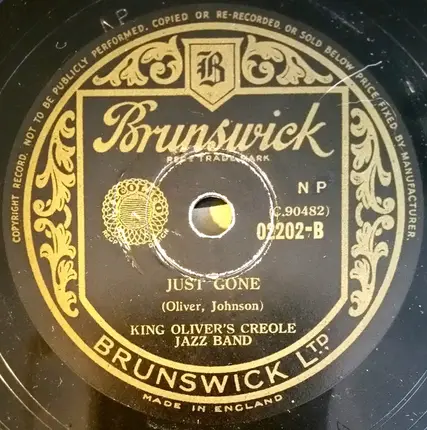 COPYRIGHT RECORD. NOT TO BE PUBLICLY PERFORMED, COPIED OR RE-RECORDED OR SOLD BELOW PRICE FIXED BY MANUFACTURER.
NP
B
Brunswick
REG'D TRADE MARK
NP
(C.90482)
02202-B
JUST GONE
(Oliver, Johnson)
KING OLIVER'S CREOLE
JAZZ BAND
BRUNSWICK LTD.
MADE IN ENGLAND